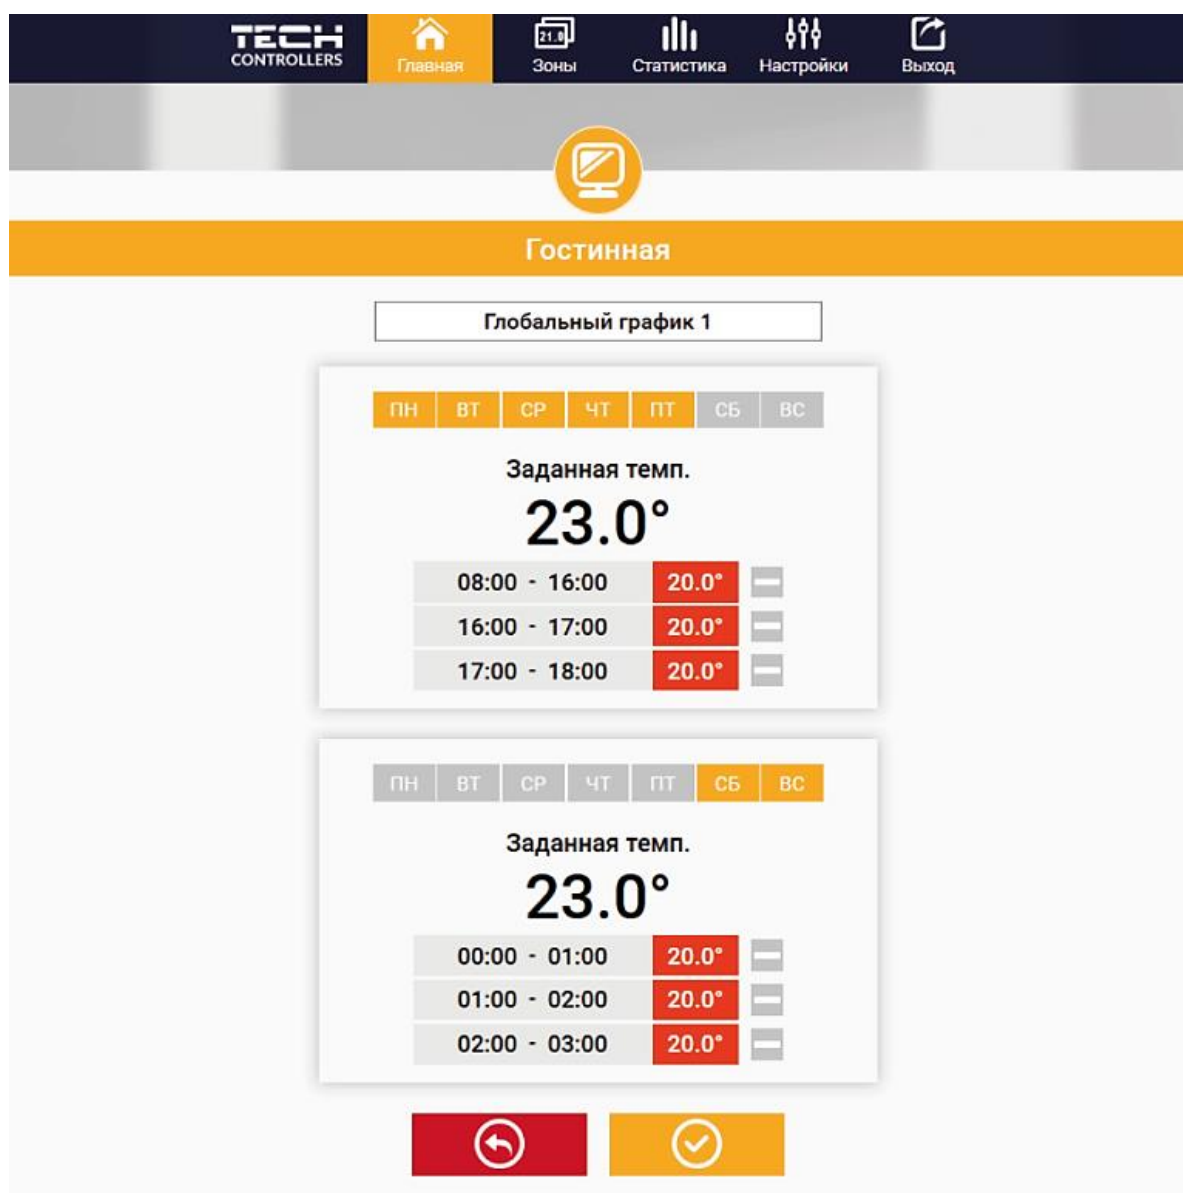 TECH
CONTROLLERS
Главная
21.0
Зоны
Статистика
Настройки
Выход
Гостинная
Глобальный график 1
ПН ВТ СР ЧТ ПТ СБ ВС
Заданная темп.
23.0°
08:00 - 16:00 20.0°
16:00 - 17:00 20.0°
17:00 - 18:00 20.0°
ПН ВТ СР ЧТ ПТ СБ ВС
Заданная темп.
23.0°
00:00 - 01:00 20.0°
01:00 - 02:00 20.0°
02:00 - 03:00 20.0°